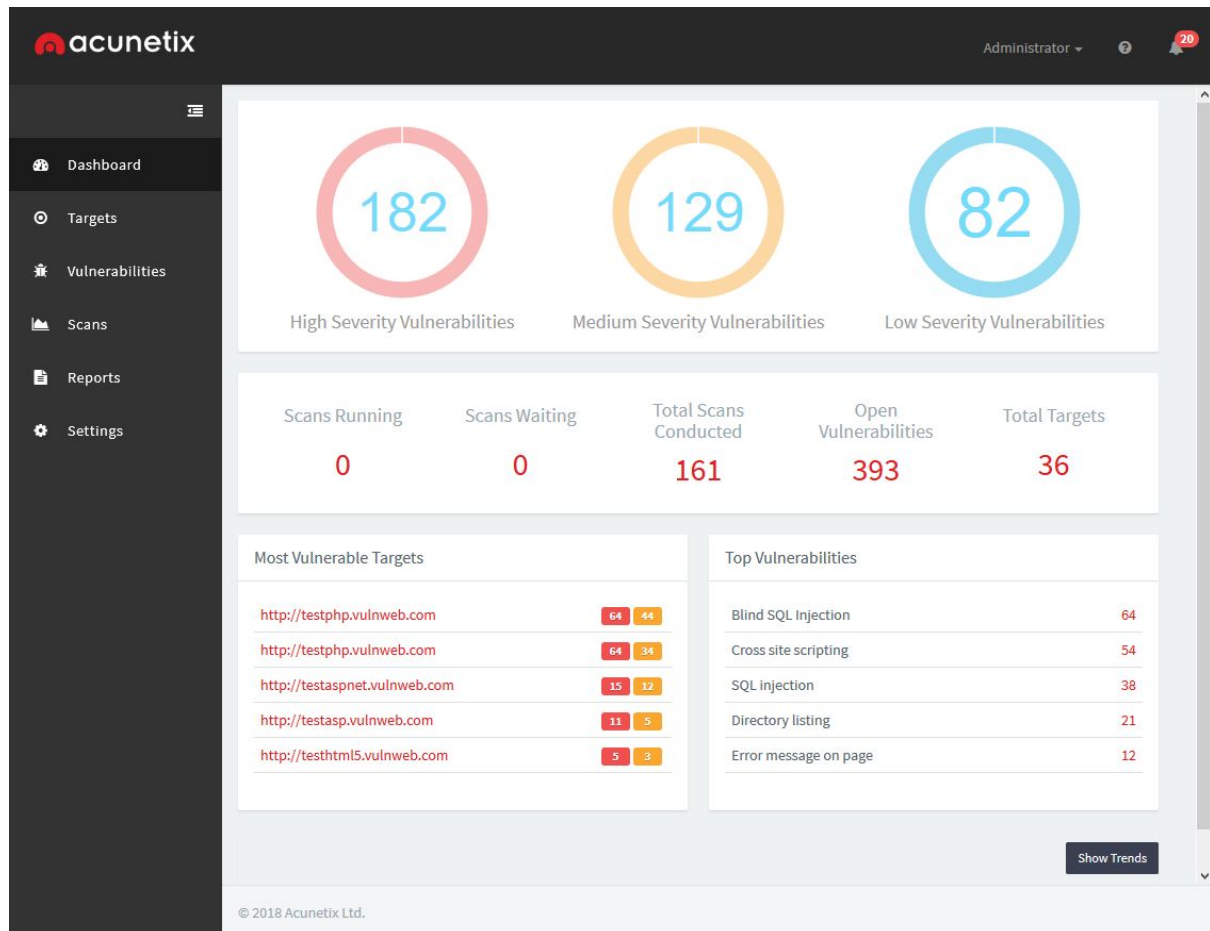 acunetix
Administrator
20
Dashboard
Targets
Vulnerabilities
Scans
Reports
Settings
182
High Severity Vulnerabilities
129
Medium Severity Vulnerabilities
82
Low Severity Vulnerabilities
Scans Running
0
Scans Waiting
0
Total Scans
Conducted
161
Open
Vulnerabilities
393
Total Targets
36
Most Vulnerable Targets
http://testphp.vulnweb.com 64 44
http://testphp.vulnweb.com 64 34
http://testaspnet.vulnweb.com 15 12
http://testasp.vulnweb.com 11 5
http://testhtml5.vulnweb.com 5 3
Top Vulnerabilities
Blind SQL Injection 64
Cross site scripting 54
SQL injection 38
Directory listing 21
Error message on page 12
Show Trends
© 2018 Acunetix Ltd.